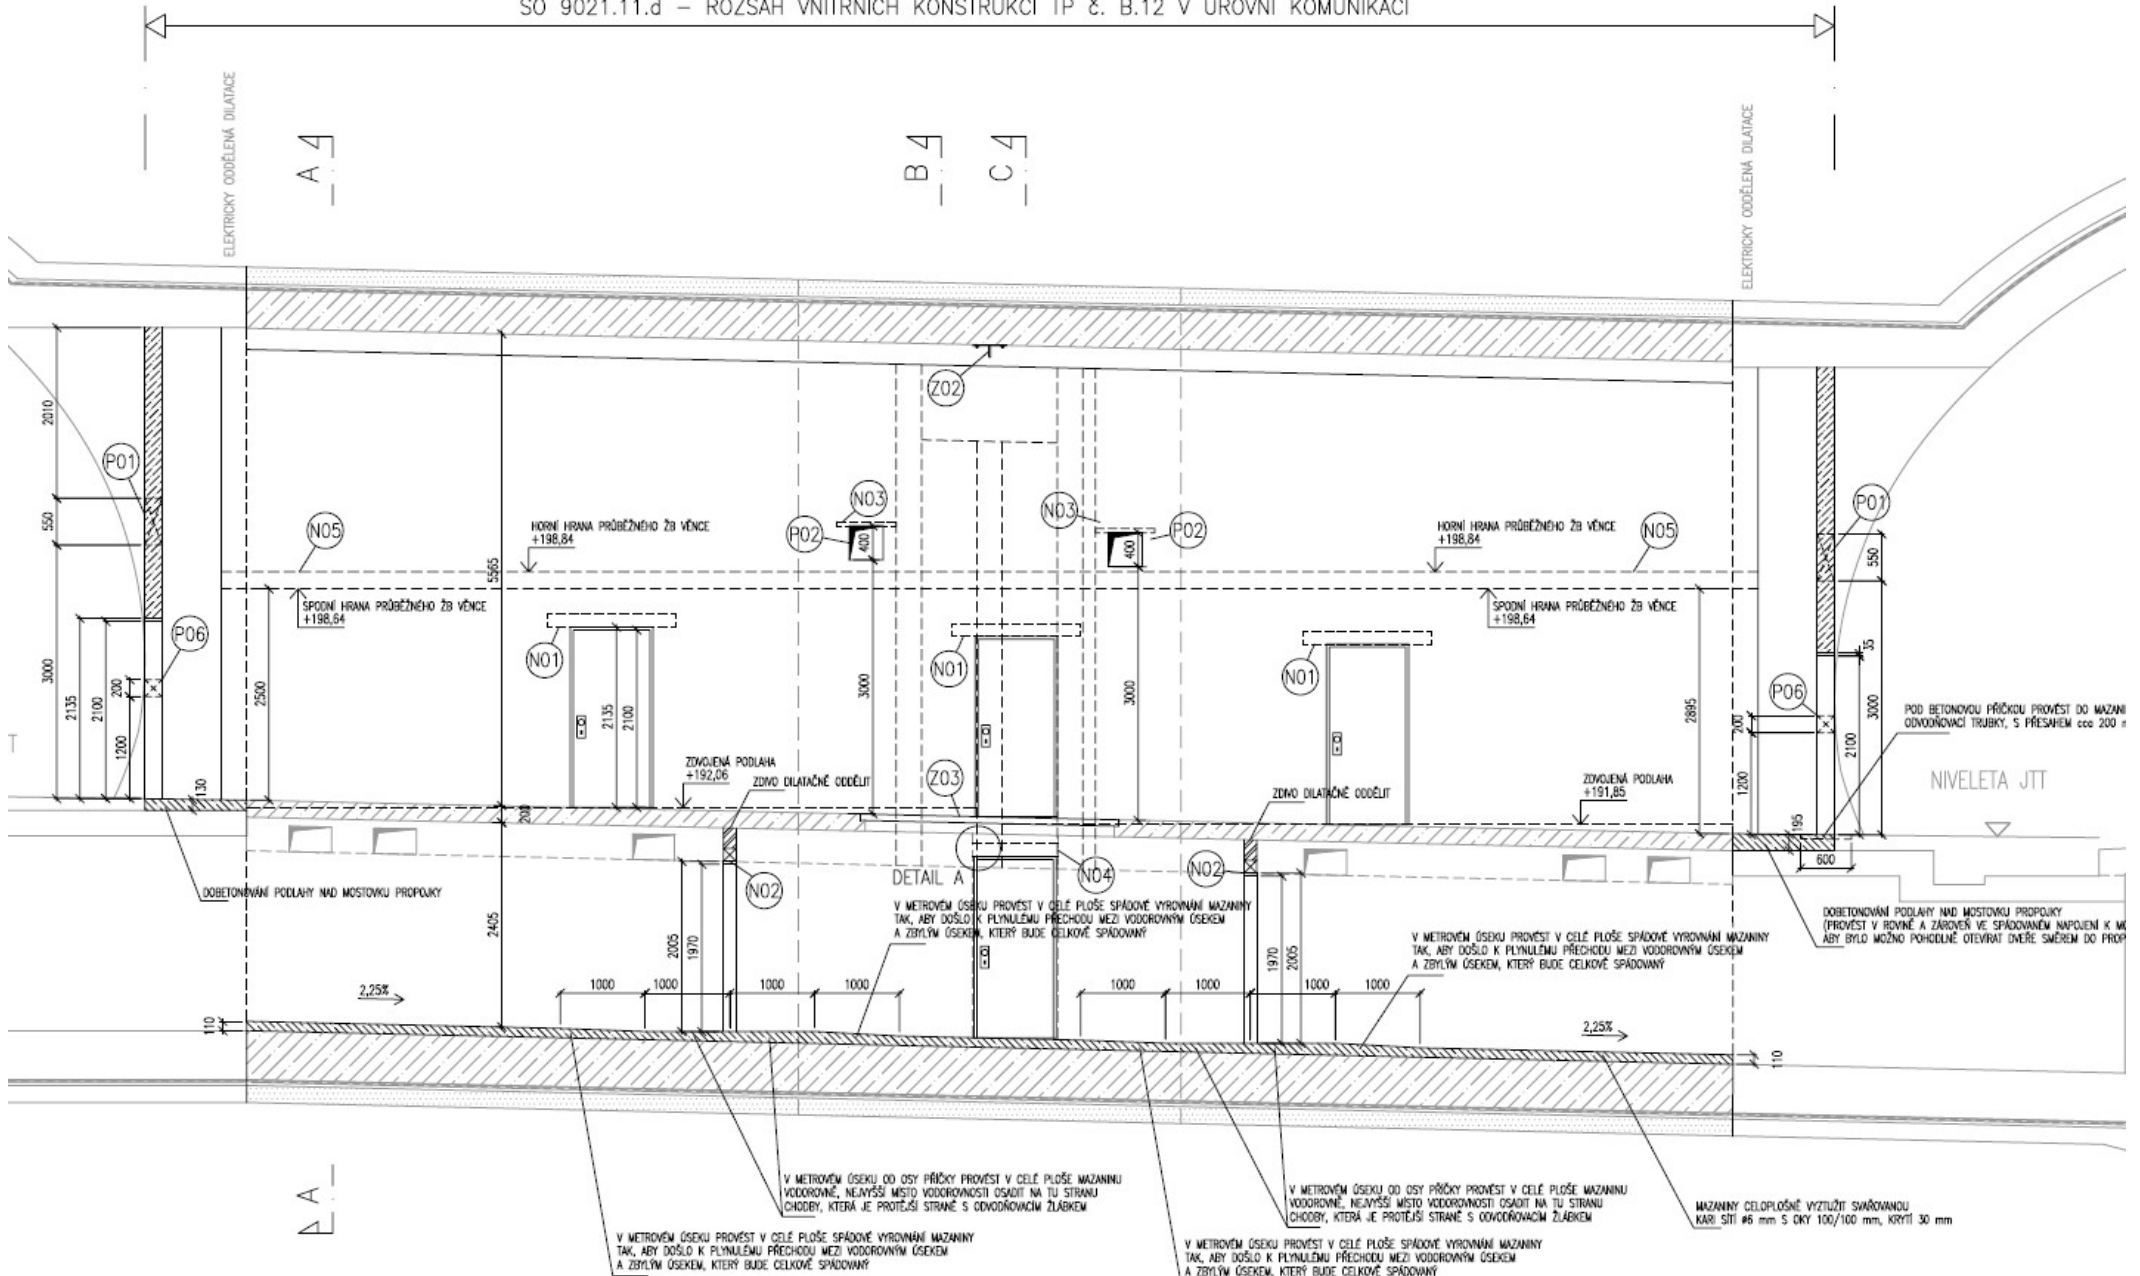 SO 9021.11.d – ROZSAH VNITŘNÍCH KONSTRUKCÍ TP č. B.12 V ÚROVNI KOMUNIKACÍ
ELEKTRICKY ODDĚLENÁ DILATACE
A
B
C
ELEKTRICKY ODDĚLENÁ DILATACE
Z02
2010
P01
550
N05
HORNÍ HRANA PRŮBĚŽNÉHO ŽB VĚNCE
+198,84
P02
N03
400
N03
P02
400
HORNÍ HRANA PRŮBĚŽNÉHO ŽB VĚNCE
+198,84
N05
P01
550
5565
SPODNÍ HRANA PRŮBĚŽNÉHO ŽB VĚNCE
+198,64
SPODNÍ HRANA PRŮBĚŽNÉHO ŽB VĚNCE
+198,64
P06
N01
N01
N01
P06
35
3000
2135
2100
200
1200
2500
2135
2100
3000
3000
2895
200
1200
2100
3000
POD BETONOVOU PŘÍČKOU PROVÉST DO
ODVODŇOVACÍ TRUBKY, S PŘESAHEM cca 200
T
NIVELETA JTT
130
ZDVOJENÁ PODLAHA
+192,06
ZDIVO DILATAČNĚ ODDĚLIT
Z03
ZDIVO DILATAČNĚ ODDĚLIT
ZDVOJENÁ PODLAHA
+191,85
195
600
200
DOBETONOVÁNÍ PODLAHY NAD MOSTOVKU PROPOJKY
N02
DETAIL A
N04
N02
V METROVÉM ÚSEKU PROVÉST V CELÉ PLOŠE SPÁDOVÉ VYROVNÁNÍ MAZANINY
TAK, ABY DOŠLO K PLYNULÉMU PŘECHODU MEZI VODOROVNÝM ÚSEKEM
A ZBYLÝM ÚSEKEM, KTERÝ BUDE CELKOVĚ SPÁDOVANÝ
DOBETONOVÁNÍ PODLAHY NAD MOSTOVKU PROPOJKY
(PROVÉST V ROVINĚ A ZÁROVEŇ VE SPÁDOVANÉM NAPOJENÍ K
ABY BYLO MOŽNO POHODLNĚ OTEVÍRAT DVEŘE SMĚREM DO
V METROVÉM ÚSEKU PROVÉST V CELÉ PLOŠE SPÁDOVÉ VYROVNÁNÍ MAZANINY
TAK, ABY DOŠLO K PLYNULÉMU PŘECHODU MEZI VODOROVNÝM ÚSEKEM
A ZBYLÝM ÚSEKEM, KTERÝ BUDE CELKOVĚ SPÁDOVANÝ
2405
2005
1970
1970
2005
2,25%
1000
1000
1000
1000
1000
1000
1000
1000
2,25%
110
110
A
V METROVÉM ÚSEKU OD OSY PŘÍČKY PROVÉST V CELÉ PLOŠE MAZANINU
VODOROVNĚ, NEJVYŠŠÍ MÍSTO VODOROVNOSTI OSADIT NA TU STRANU
CHODBY, KTERÁ JE PROTĚJŠÍ STRANĚ S ODVODŇOVACÍM ŽLÁBKEM
V METROVÉM ÚSEKU OD OSY PŘÍČKY PROVÉST V CELÉ PLOŠE MAZANINU
VODOROVNĚ, NEJVYŠŠÍ MÍSTO VODOROVNOSTI OSADIT NA TU STRANU
CHODBY, KTERÁ JE PROTĚJŠÍ STRANĚ S ODVODŇOVACÍM ŽLÁBKEM
MAZANINY CELOPLOŠNĚ VYZTUŽIT SVAŘOVANOU
KARI SÍTÍ ø6 mm S OKY 100/100 mm, KRYTÍ 30 mm
V METROVÉM ÚSEKU PROVÉST V CELÉ PLOŠE SPÁDOVÉ VYROVNÁNÍ MAZANINY
TAK, ABY DOŠLO K PLYNULÉMU PŘECHODU MEZI VODOROVNÝM ÚSEKEM
A ZBYLÝM ÚSEKEM, KTERÝ BUDE CELKOVĚ SPÁDOVANÝ
V METROVÉM ÚSEKU PROVÉST V CELÉ PLOŠE SPÁDOVÉ VYROVNÁNÍ MAZANINY
TAK, ABY DOŠLO K PLYNULÉMU PŘECHODU MEZI VODOROVNÝM ÚSEKEM
A ZBYLÝM ÚSEKEM, KTERÝ BUDE CELKOVĚ SPÁDOVANÝ